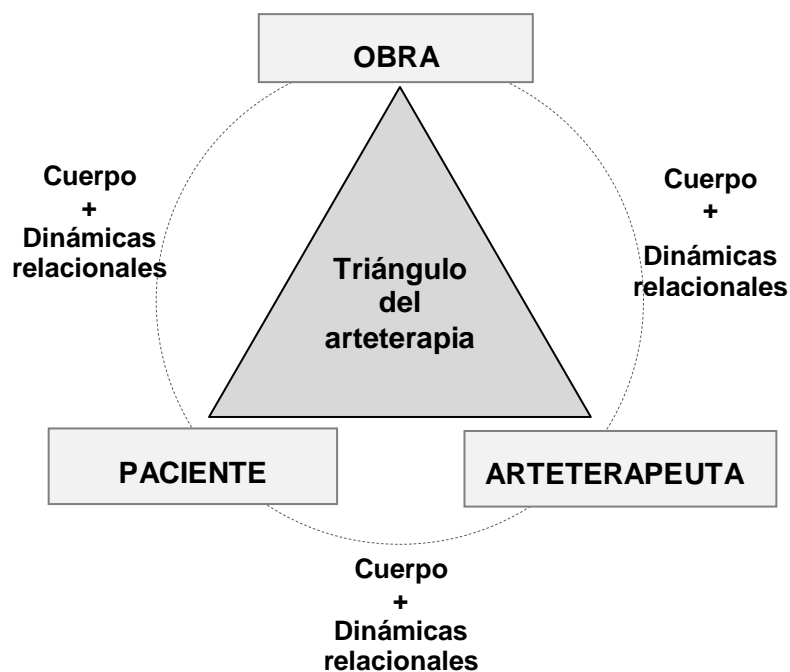 OBRA
Cuerpo
+
Dinámicas
relacionales
Cuerpo
+
Dinámicas
relacionales
Triángulo
del
arteterapia
PACIENTE
ARTETERAPEUTA
Cuerpo
+
Dinámicas
relacionales